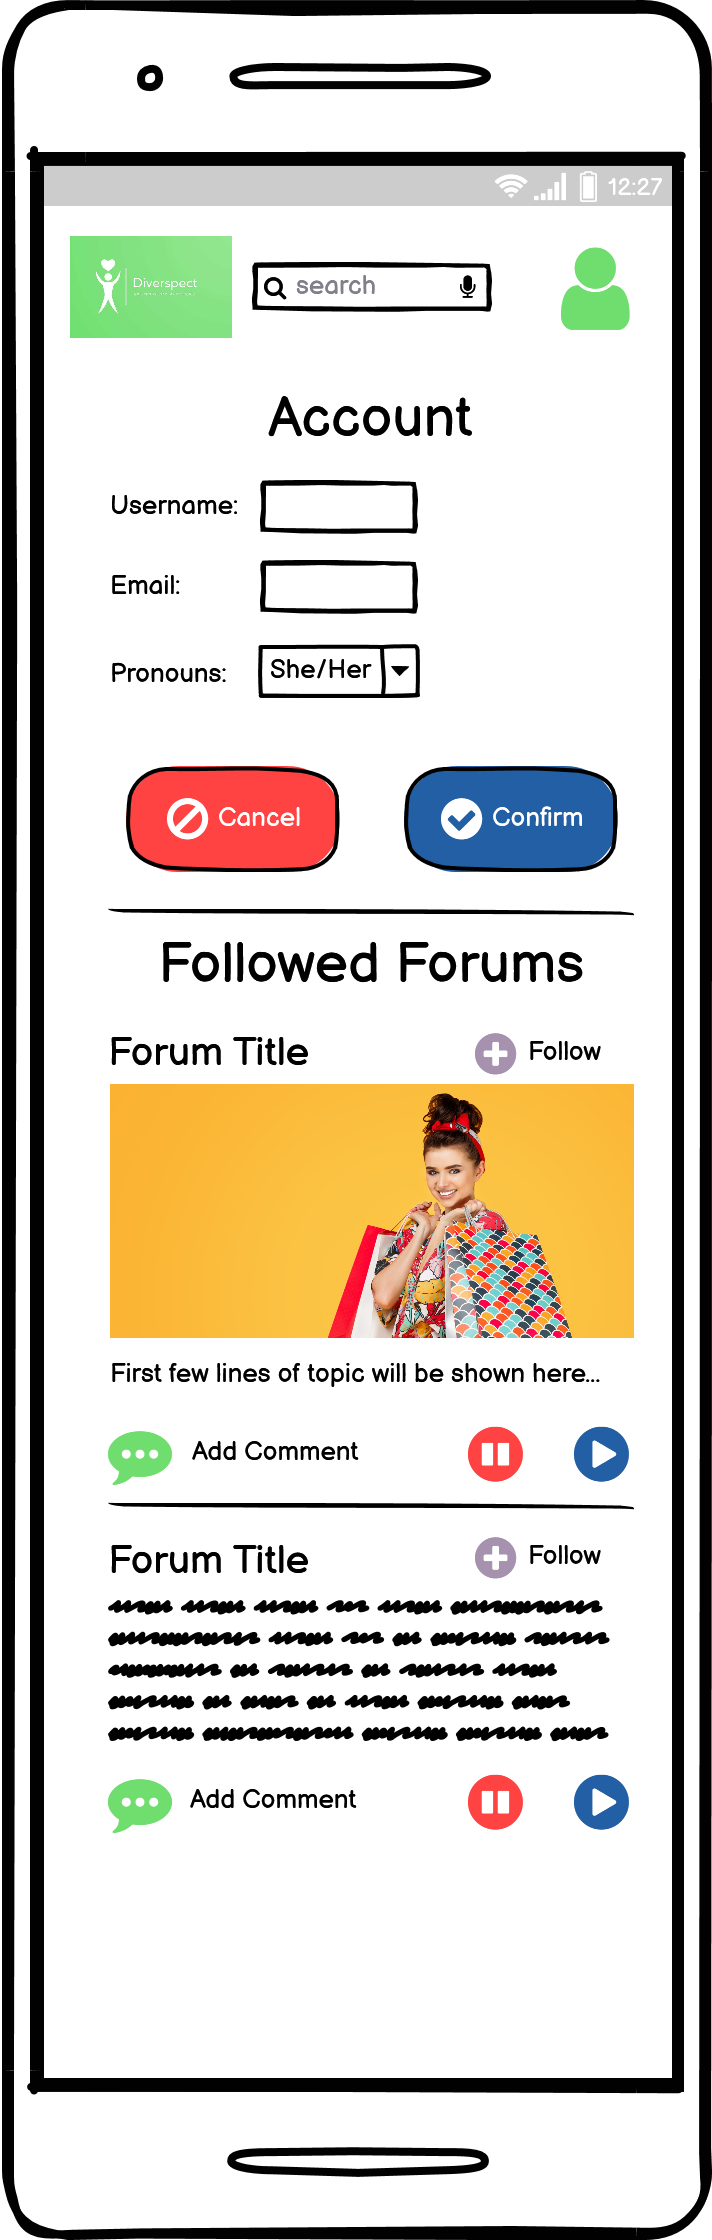 12:27
Diverspect
search
Account
Username:
Email:
Pronouns: She/Her
Cancel Confirm
Followed Forums
Forum Title Follow
First few lines of topic will be shown here...
Add Comment
Forum Title Follow
Add Comment